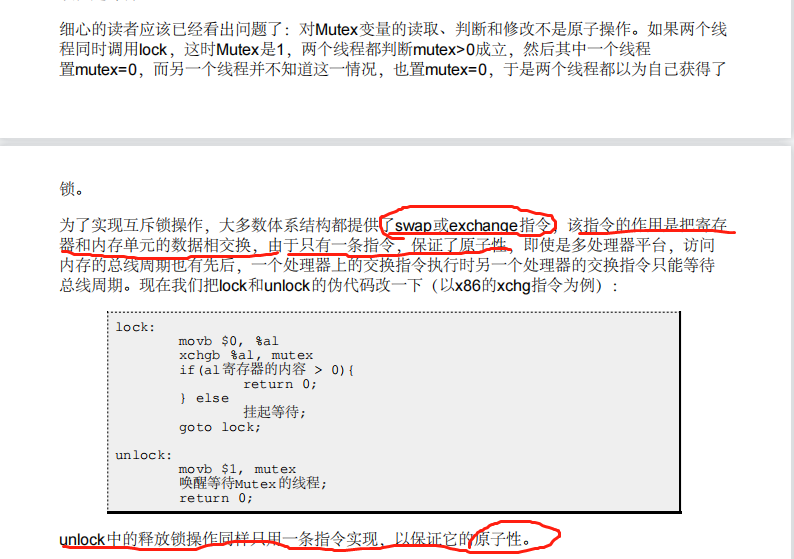 细心的读者应该已经看出问题了：对Mutex变量的读取、判断和修改不是原子操作。如果两个线
程同时调用lock，这时Mutex是1，两个线程都判断mutex>0成立，然后其中一个线程
置mutex=0，而另一个线程并不知道这一情况，也置mutex=0，于是两个线程都以为自己获得了
锁。
为了实现互斥锁操作，大多数体系结构都提供了swap或exchange指令，该指令的作用是把寄存
器和内存单元的数据相交换，由于只有一条指令，保证了原子性，即使是多处理器平台，访问
内存的总线周期也有先后，一个处理器上的交换指令执行时另一个处理器的交换指令只能等待
总线周期。现在我们把lock和unlock的伪代码改一下（以x86的xchg指令为例）：
lock:
movb $0, %al
xchgb %al, mutex
if(al寄存器的内容 > 0){
return 0;
} else
挂起等待;
goto lock;
unlock:
movb $1, mutex
唤醒等待Mutex的线程;
return 0;
unlock中的释放锁操作同样只用一条指令实现，以保证它的原子性。